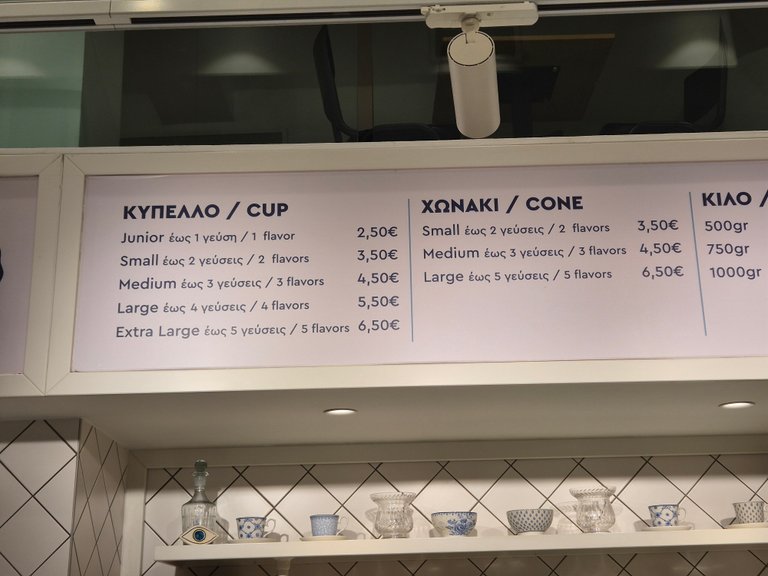 ΚΥΠΕΛΛΟ / CUP
Junior έως 1 γεύση / 1 flavor 2,50€
Small έως 2 γεύσεις / 2 flavors 3,50€
Medium έως 3 γεύσεις / 3 flavors 4,50€
Large έως 4 γεύσεις / 4 flavors 5,50€
Extra Large έως 5 γεύσεις / 5 flavors 6,50€
ΧΩΝΑΚΙ / CONE
Small έως 2 γεύσεις / 2 flavors 3,50€
Medium έως 3 γεύσεις / 3 flavors 4,50€
Large έως 5 γεύσεις / 5 flavors 6,50€
ΚΙΛΟ /
500gr
750gr
1000gr